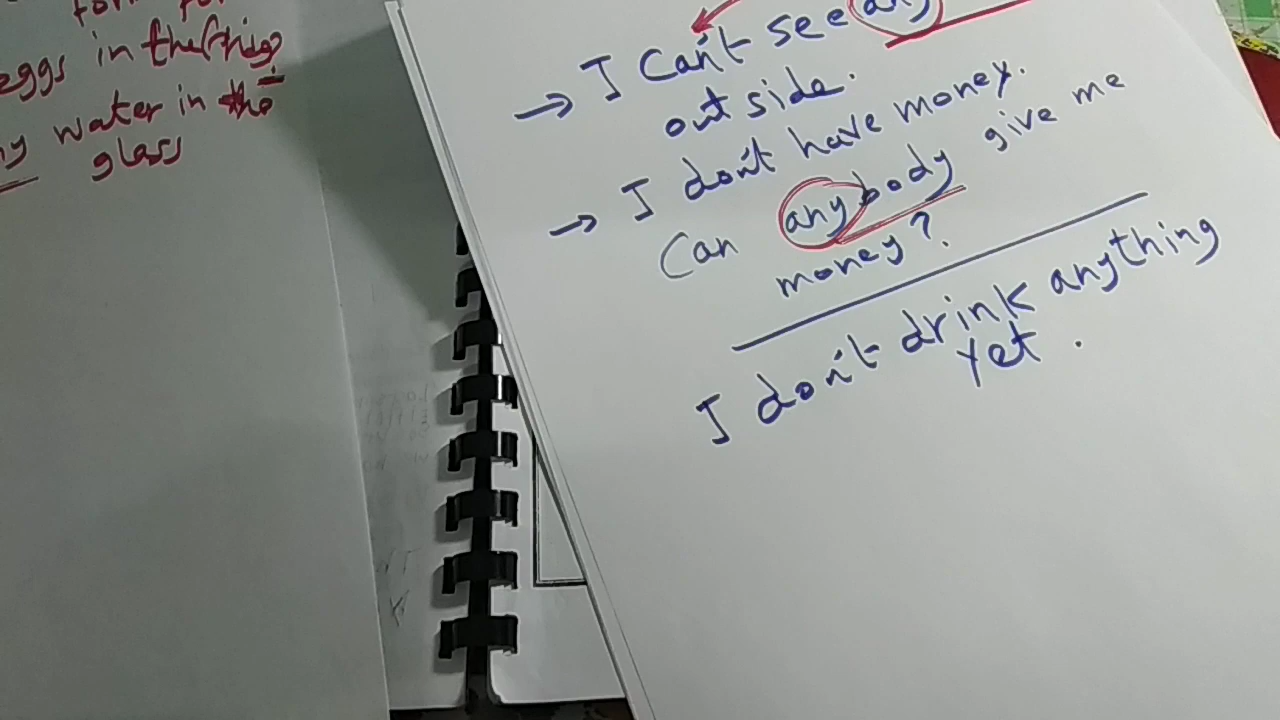 eggs in the fridge
water in the
glass
→ I Can't see any
out side.
→ I don't have money.
Can anybody give me
money?
I don't drink anything
yet.